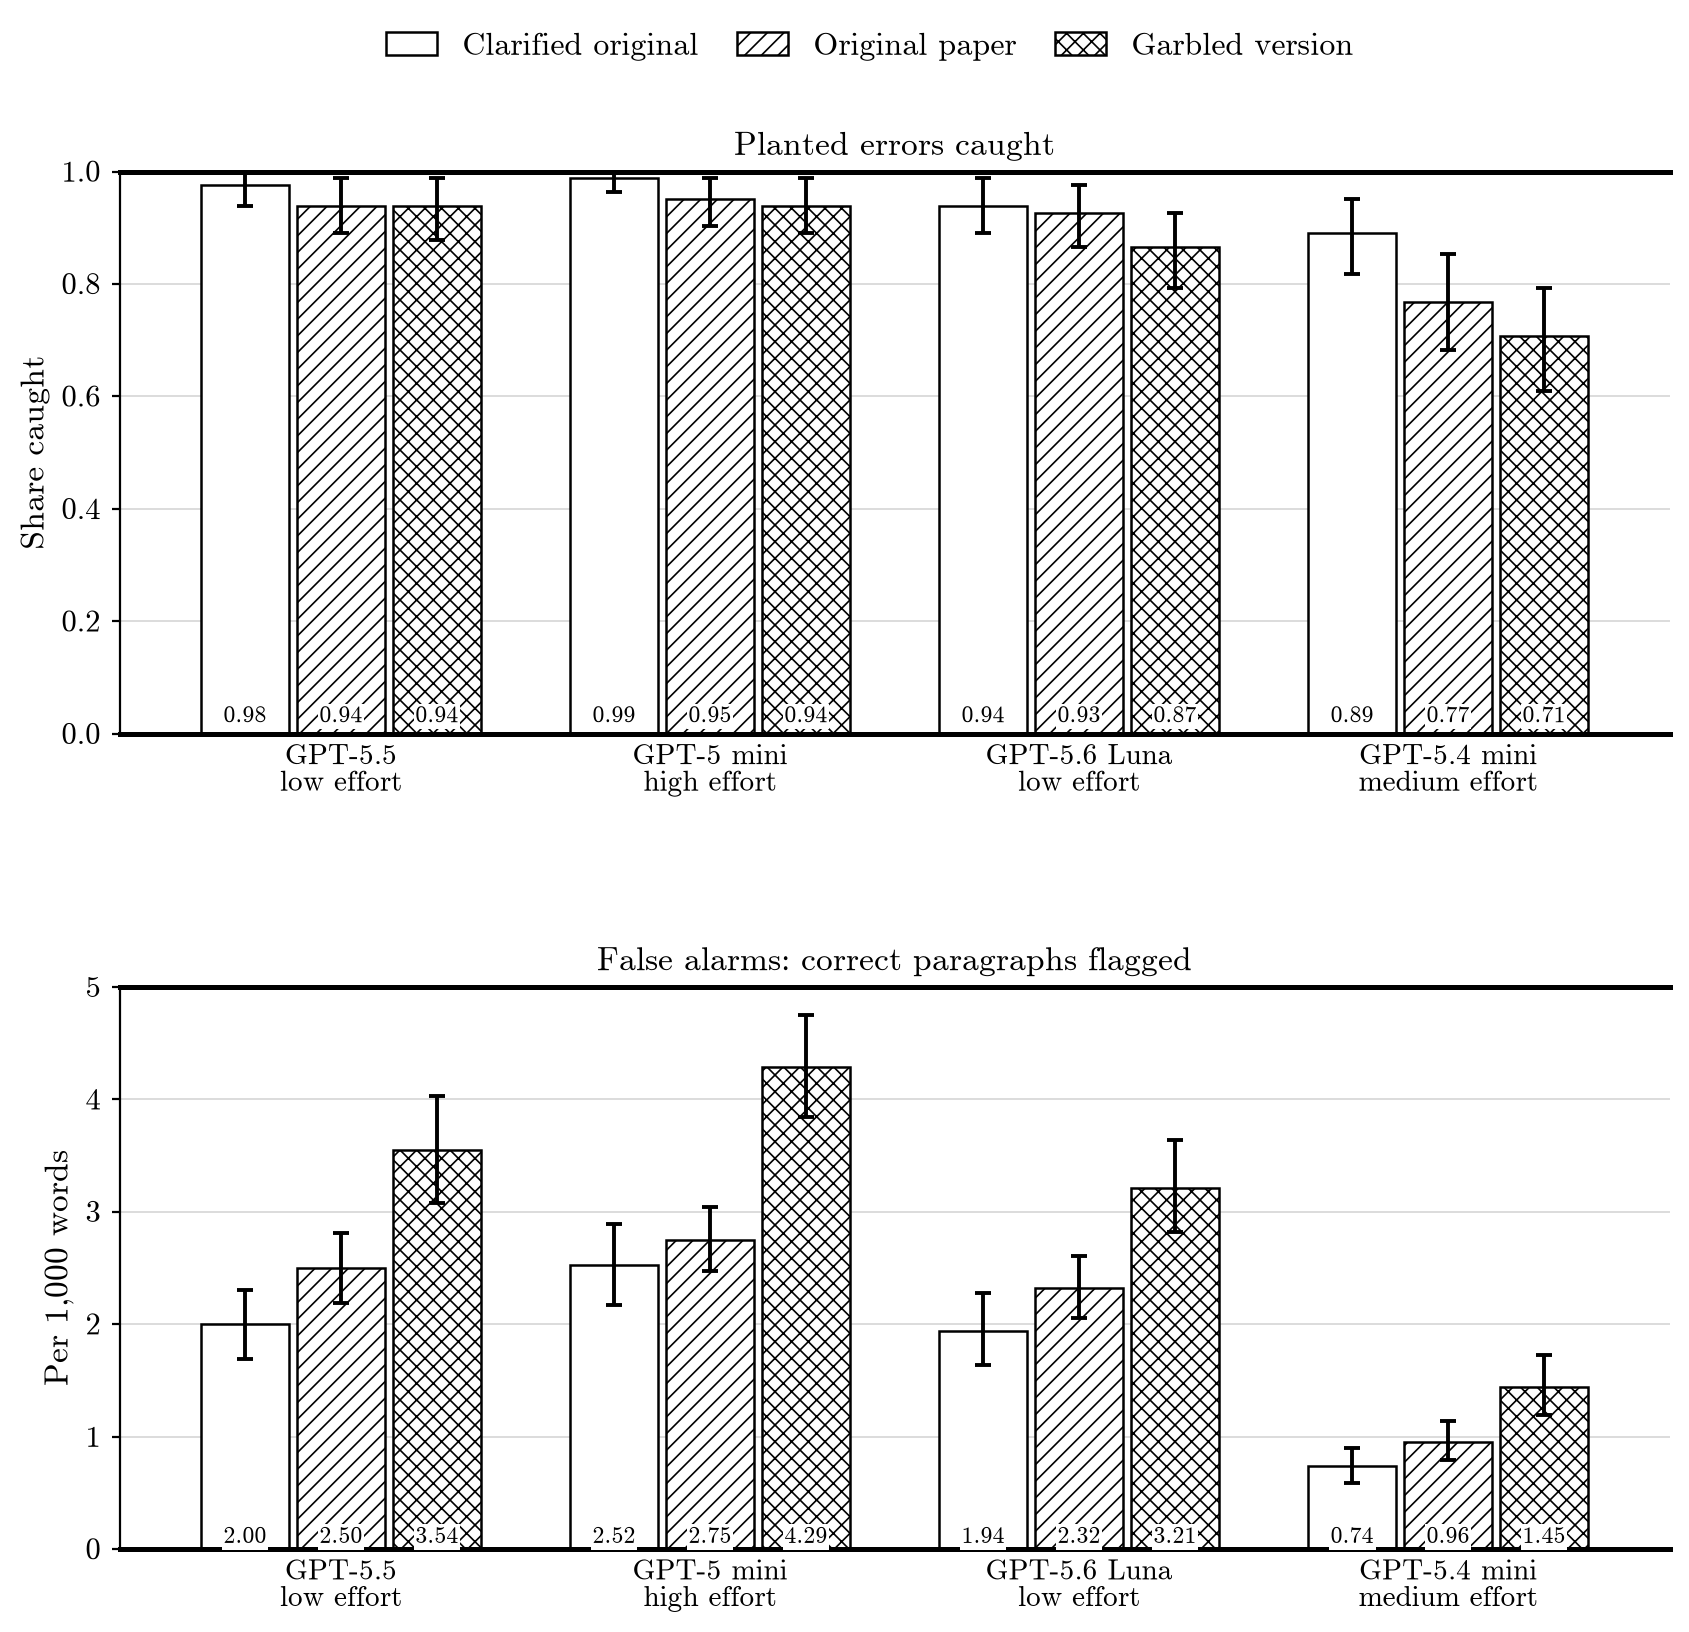 Clarified original Original paper Garbled version
Planted errors caught
Share caught
1.0
0.8
0.6
0.4
0.2
0.0
0.98 0.94 0.94 0.99 0.95 0.94 0.94 0.93 0.87 0.89 0.77 0.71
GPT-5.5 GPT-5 mini GPT-5.6 Luna GPT-5.4 mini
low effort high effort low effort medium effort
False alarms: correct paragraphs flagged
Per 1,000 words
5
4
3
2
1
0
2.00 2.50 3.54 2.52 2.75 4.29 1.94 2.32 3.21 0.74 0.96 1.45
GPT-5.5 GPT-5 mini GPT-5.6 Luna GPT-5.4 mini
low effort high effort low effort medium effort